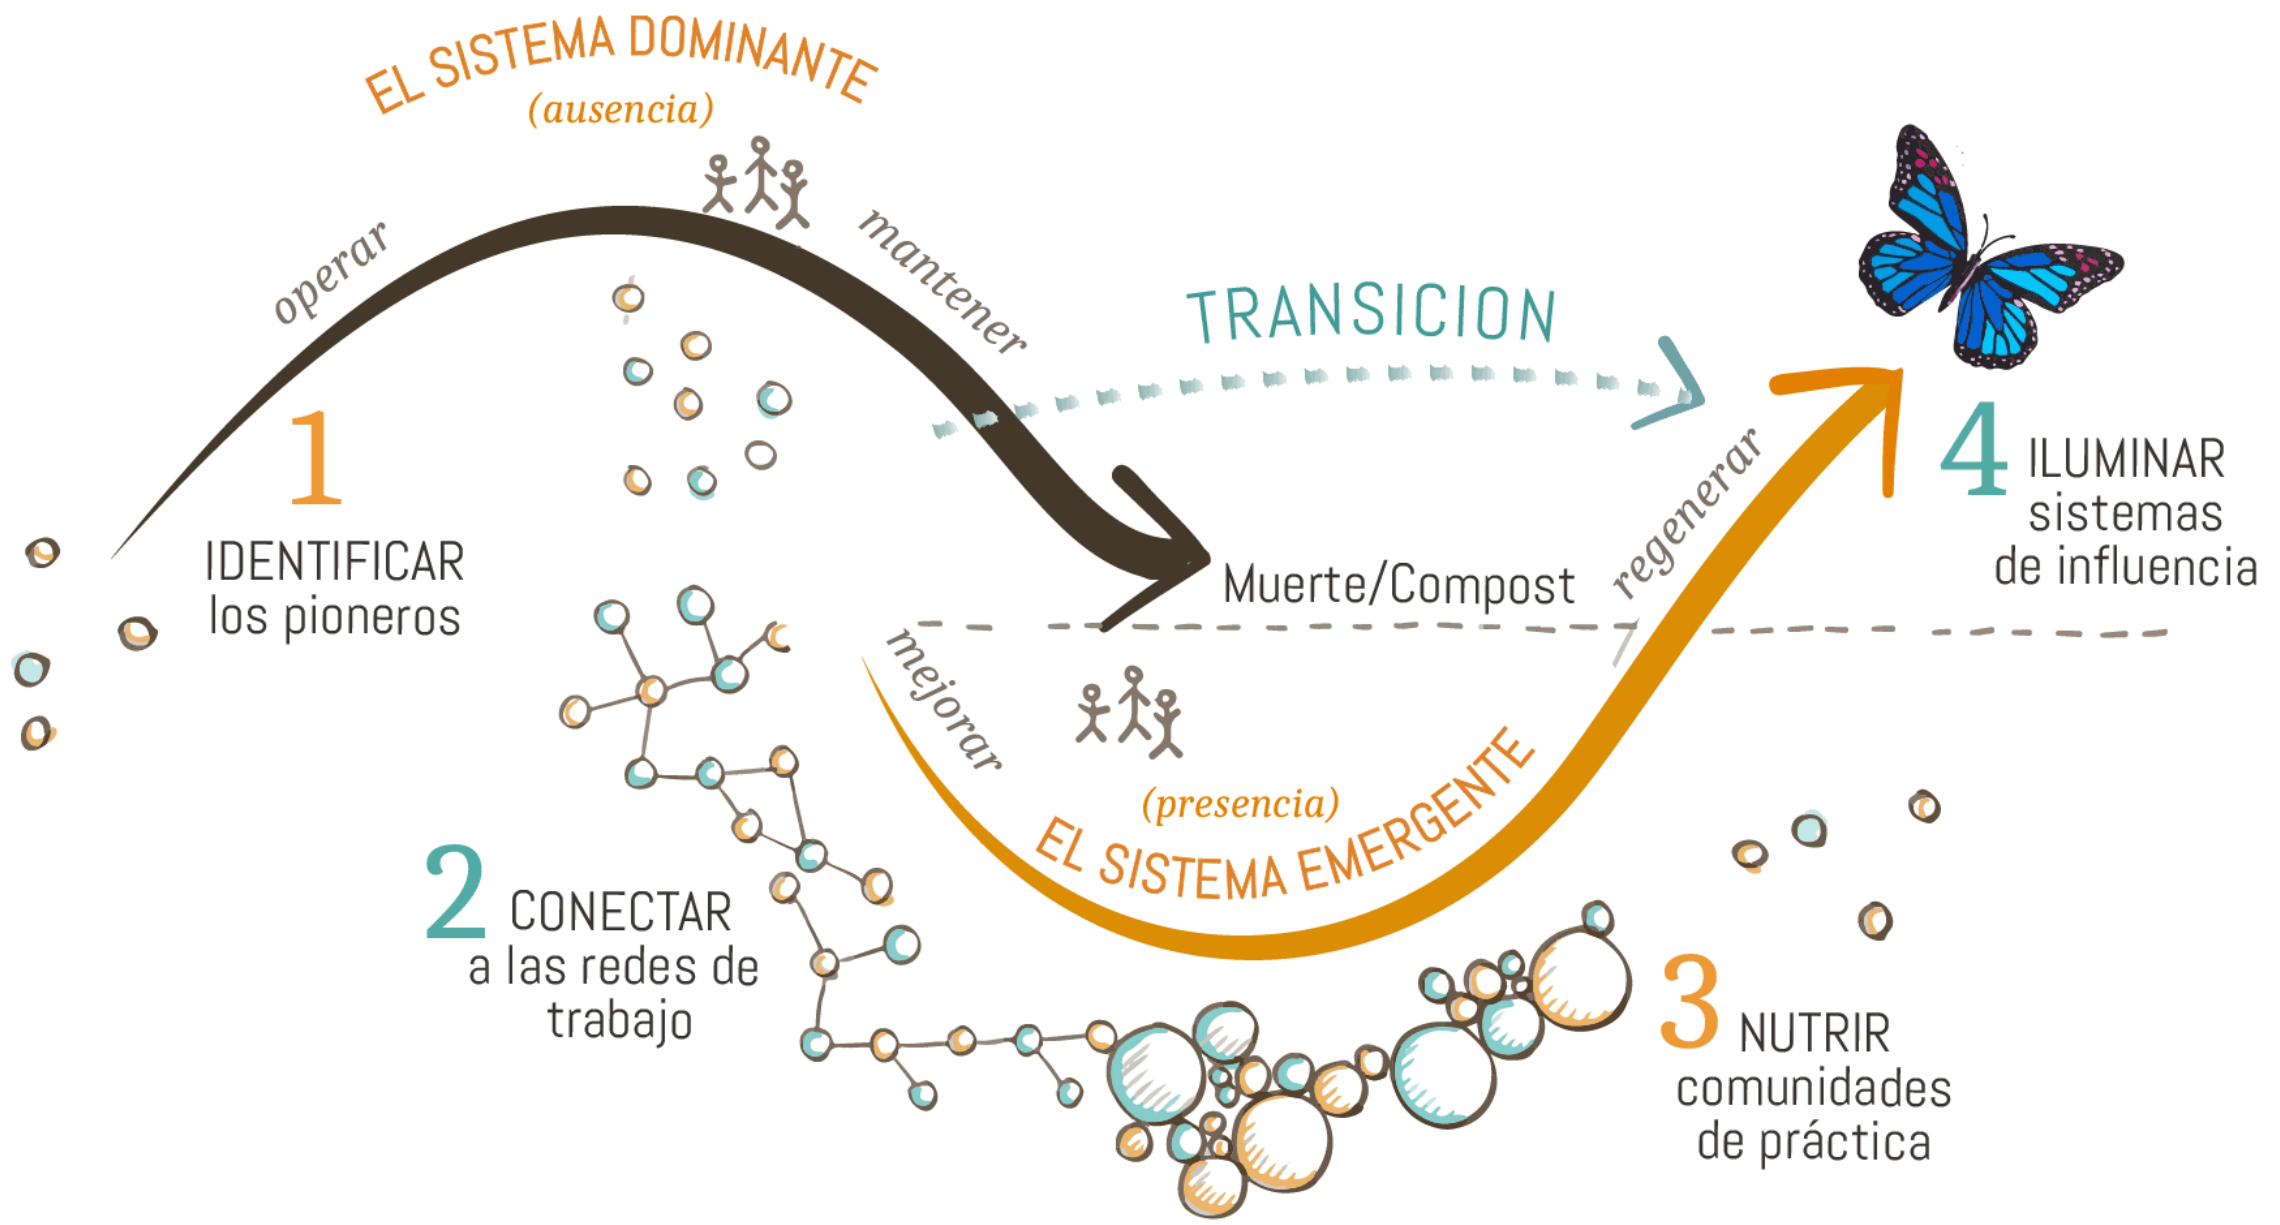 EL SISTEMA DOMINANTE
(ausencia)
operar
mantener
TRANSICION
1
IDENTIFICAR
los pioneros
Muerte/Compost
regenerar
4 ILUMINAR
sistemas
de influencia
mejorar
(presencia)
EL SISTEMA EMERGENTE
2 CONECTAR
a las redes de
trabajo
3 NUTRIR
comunidades
de práctica